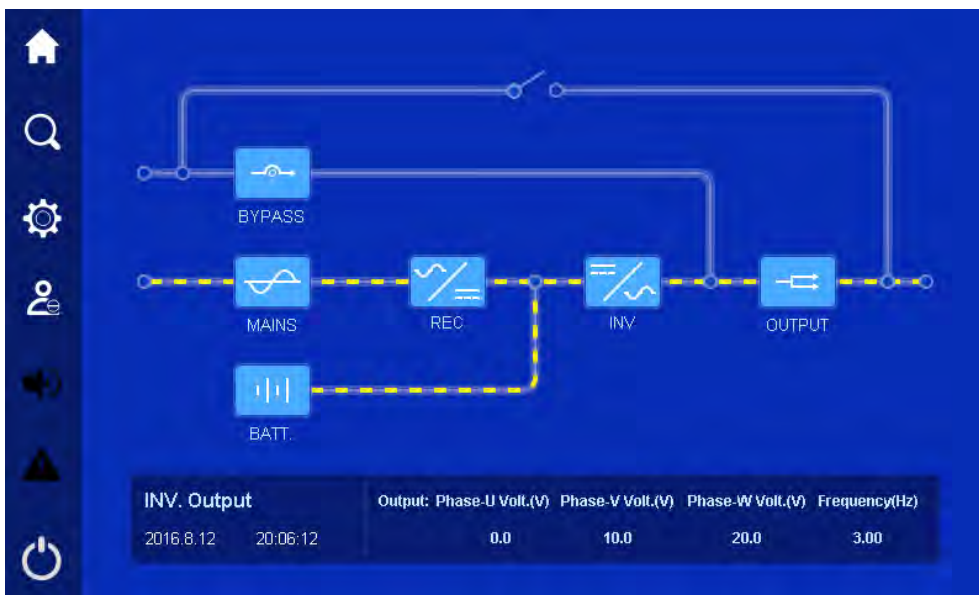 BYPASS
MAINS
REC
INV
OUTPUT
BATT.
INV. Output
Output: Phase-U Volt.(V) Phase-V Volt.(V) Phase-W Volt.(V) Frequency(Hz)
2016.8.12 20:06:12 0.0 10.0 20.0 3.00